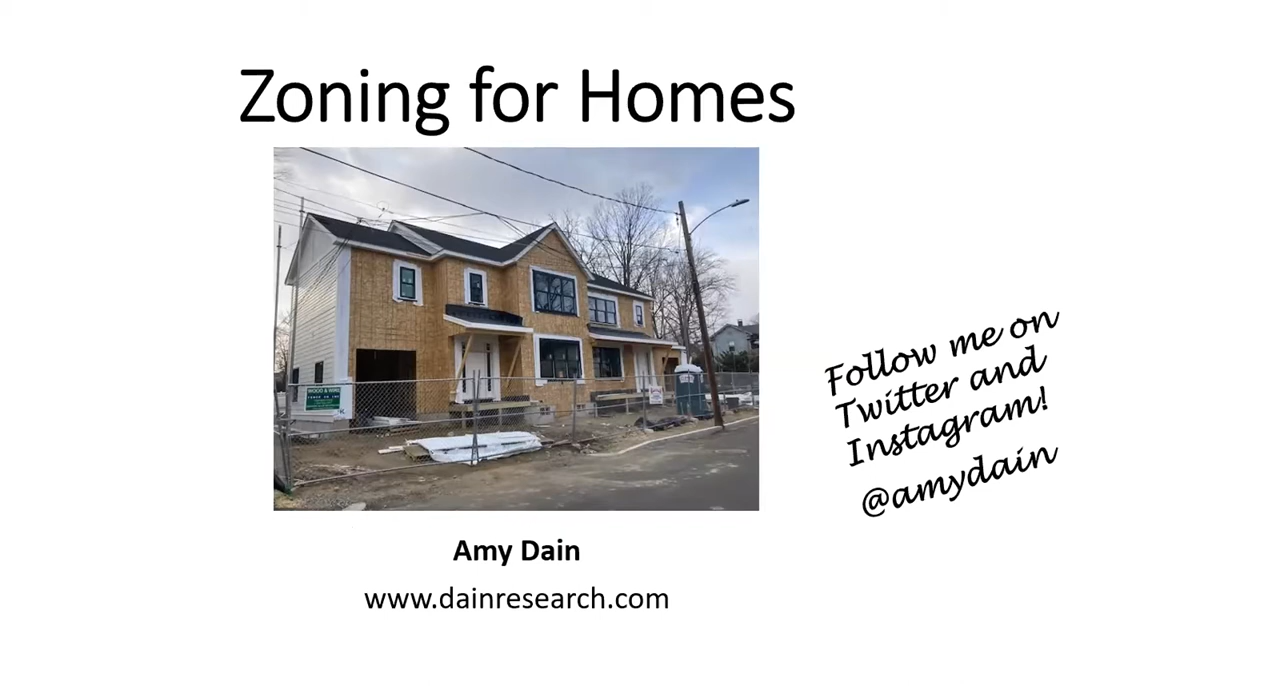 Zoning for Homes
Follow me on
Twitter and
Instagram!
@amydain
Amy Dain
www.dainresearch.com